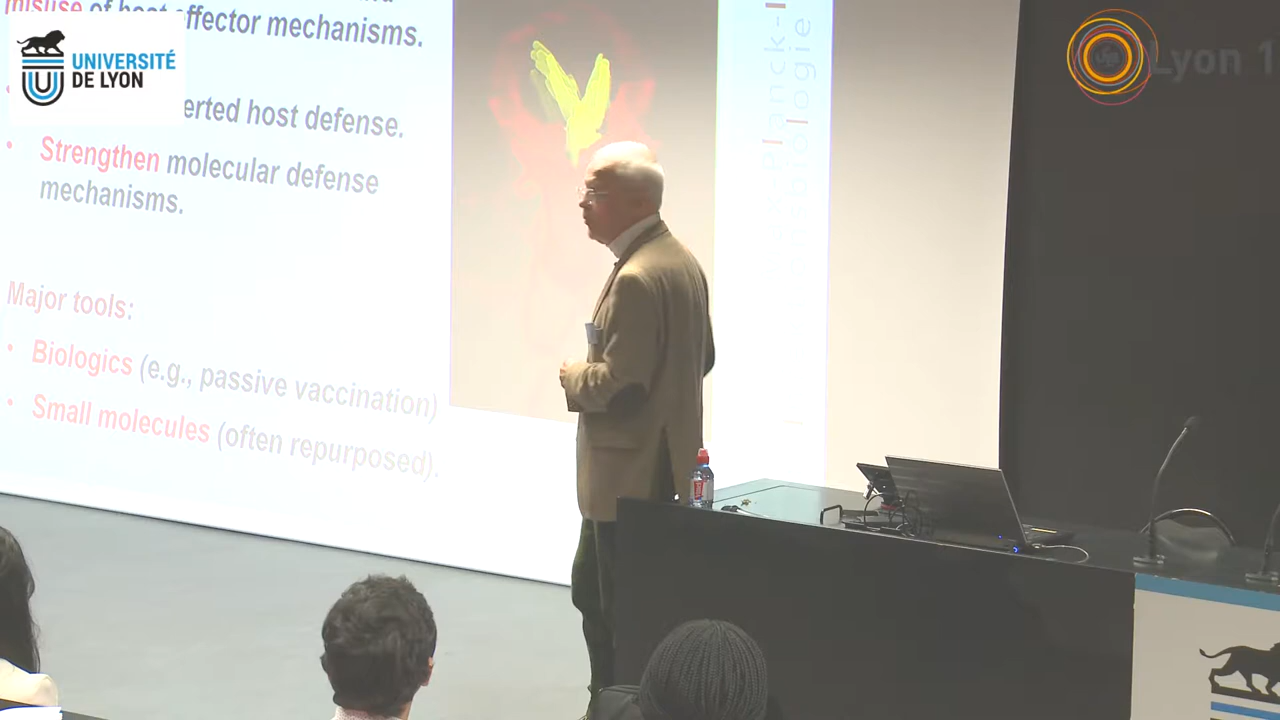 misuse of host effector mechanisms.
UNIVERSITÉ
DE LYON
erted host defense.
• Strengthen molecular defense
mechanisms.
Major tools:
• Biologics (e.g., passive vaccination)
• Small molecules (often repurposed).
Lyon 1